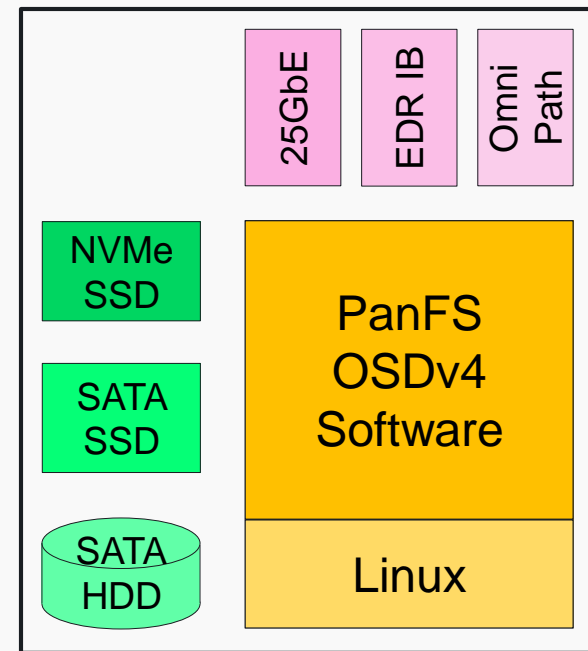 25GbE
EDR IB
Omni
Path
NVMe
SSD
SATA
SSD
SATA
HDD
PanFS
OSDv4
Software
Linux